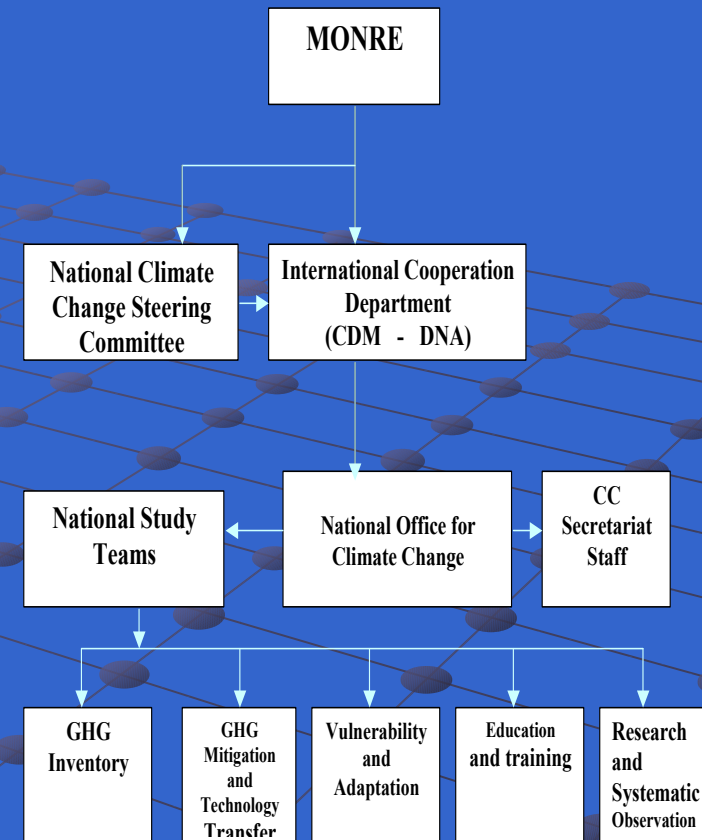 MONRE
National Climate
Change Steering
Committee
International Cooperation
Department
(CDM - DNA)
National Study
Teams
National Office for
Climate Change
CC
Secretariat
Staff
GHG
Inventory
GHG
Mitigation
and
Technology
Transfer
Vulnerability
and
Adaptation
Education
and training
Research
and
Systematic
Observation